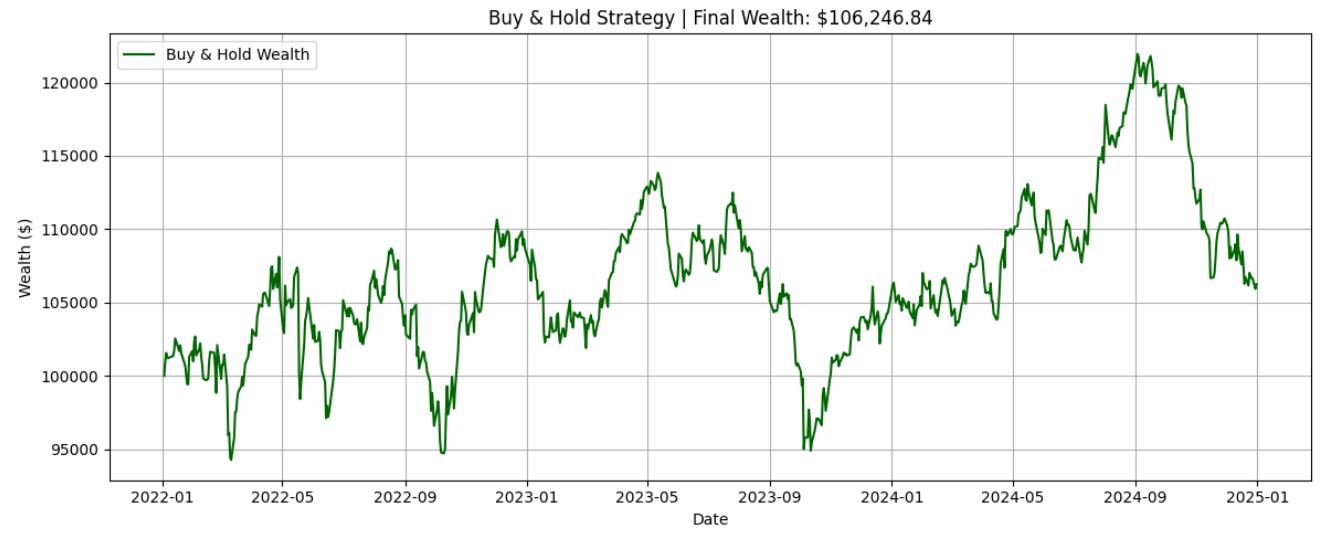 Buy & Hold Strategy | Final Wealth: $106,246.84
Buy & Hold Wealth
120000
115000
110000
105000
100000
95000
Wealth ($)
2022-01 2022-05 2022-09 2023-01 2023-05 2023-09 2024-01 2024-05 2024-09 2025-01
Date